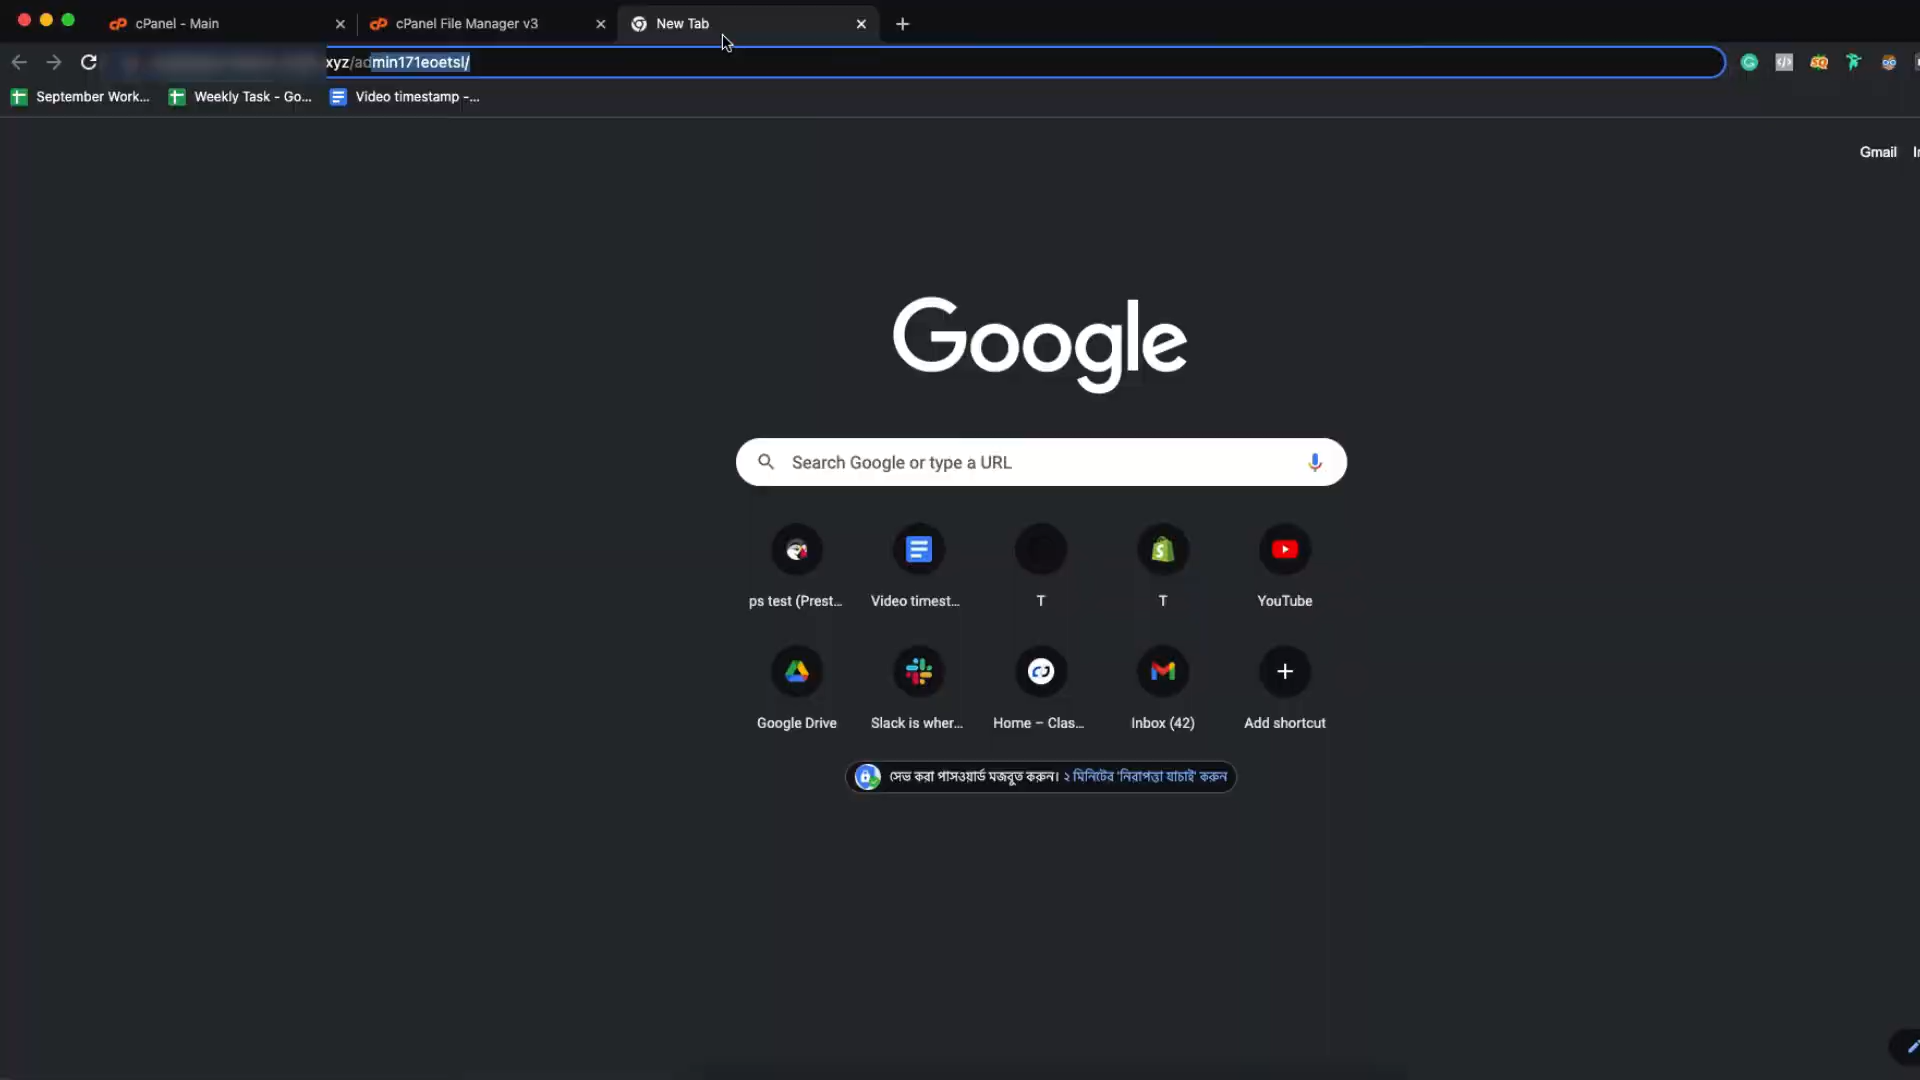 cPanel - Main
cPanel File Manager v3
New Tab
xyz/admin171eoetsl/
September Work...
Weekly Task - Go...
Video timestamp -...
Gmail
Google
Search Google or type a URL
ps test (Prest...
Video timest...
T
T
YouTube
Google Drive
Slack is wher...
Home – Clas...
Inbox (42)
Add shortcut
সেভ করা পাসওয়ার্ড মজবুত করুন। ২ মিনিটের 'নিরাপত্তা যাচাই' করুন